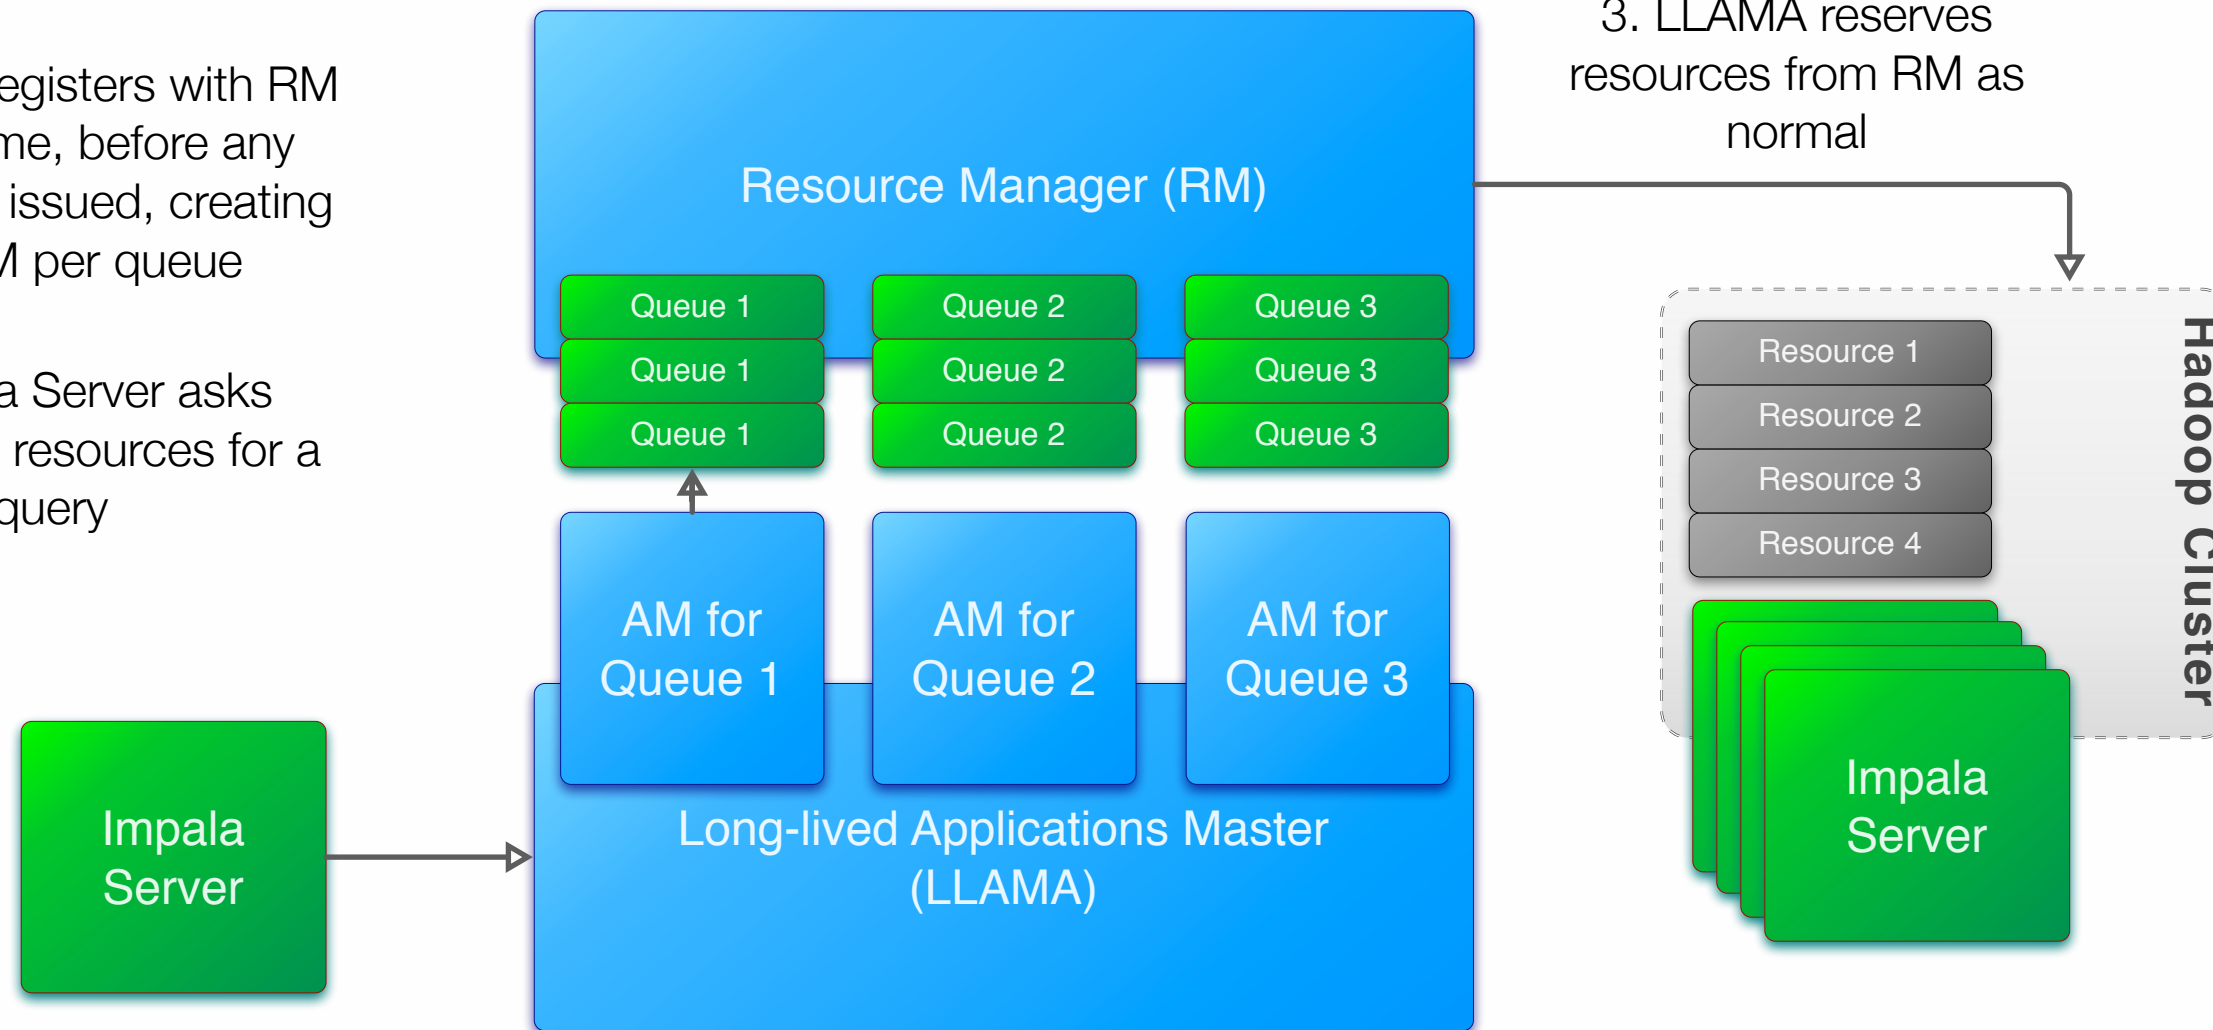 egisters with RM
me, before any
issued, creating
M per queue
a Server asks
resources for a
query
Resource Manager (RM)
Queue 1
Queue 2
Queue 3
Queue 1
Queue 2
Queue 3
Queue 1
Queue 2
Queue 3
AM for
Queue 1
AM for
Queue 2
AM for
Queue 3
Long-lived Applications Master
(LLAMA)
Impala
Server
3. LLAMA reserves
resources from RM as
normal
Resource 1
Resource 2
Resource 3
Resource 4
Hadoop Cluster
Impala
Server